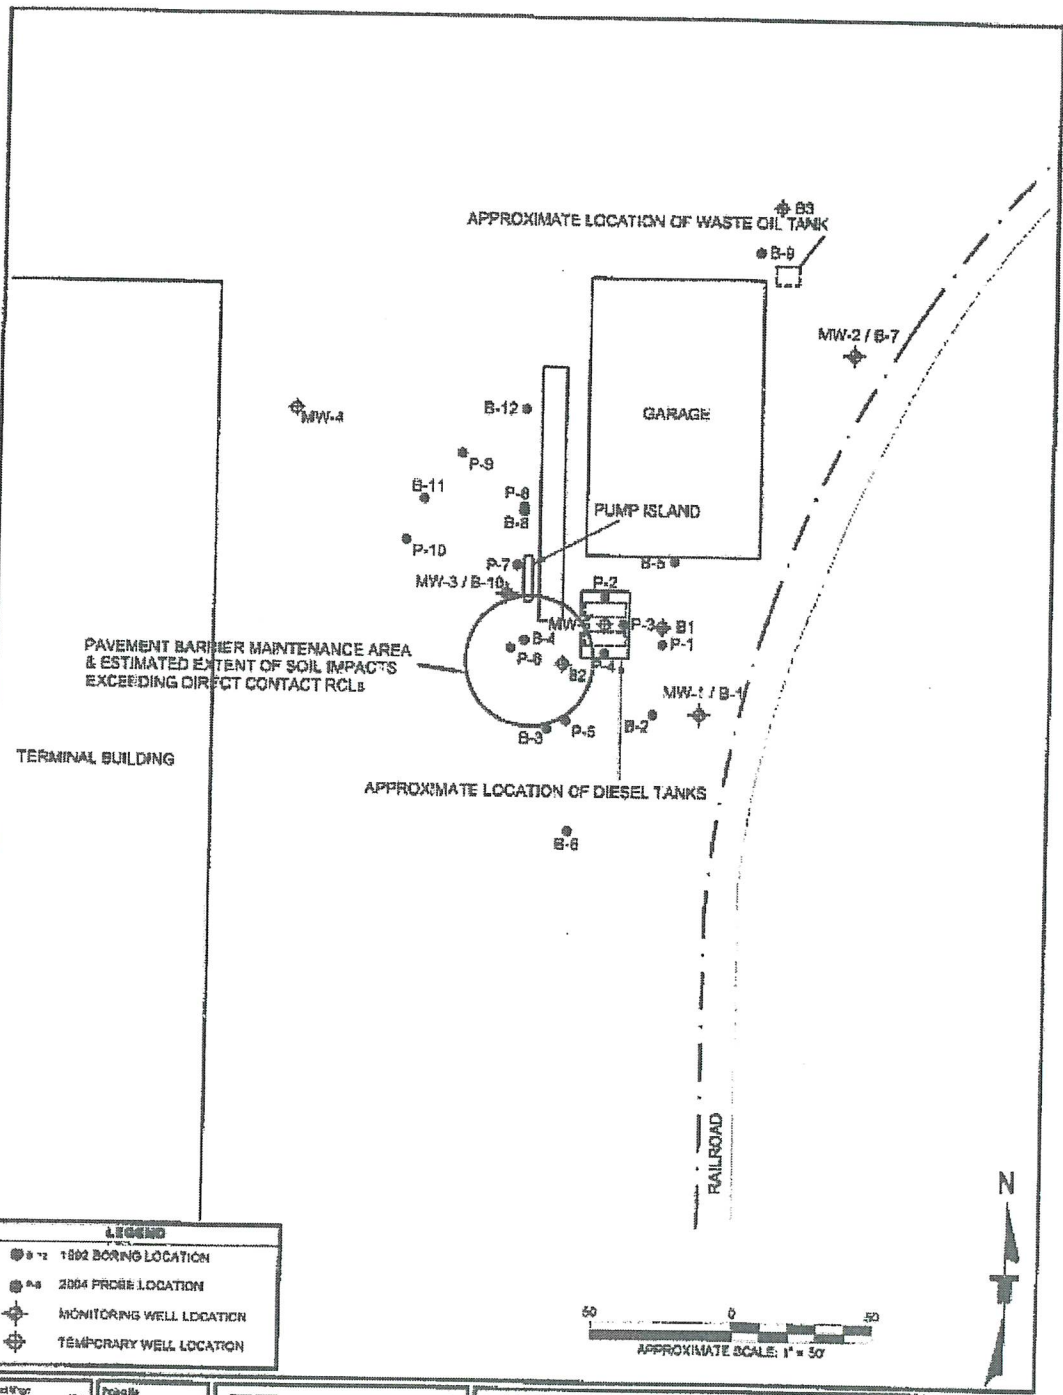 B3
APPROXIMATE LOCATION OF WASTE OIL TANK
B-9
MW-2 / B-7
MW-4
B-12
GARAGE
P-9
B-11
P-8
B-8
PUMP ISLAND
P-10
P-7
B-5
MW-3 / B-10
P-2
P-3
B1
PAVEMENT BARRIER MAINTENANCE AREA
& ESTIMATED EXTENT OF SOIL IMPACTS
EXCEEDING DIRECT CONTACT RCLs
B-4
P-6
P-1
P-4
B2
MW-1 / B-1
B-2
P-5
B-3
TERMINAL BUILDING
APPROXIMATE LOCATION OF DIESEL TANKS
B-6
RAILROAD
N
LEGEND
B-12 1992 BORING LOCATION
2004 PROBE LOCATION
MONITORING WELL LOCATION
TEMPORARY WELL LOCATION
50 0 50
APPROXIMATE SCALE: 1" = 50'